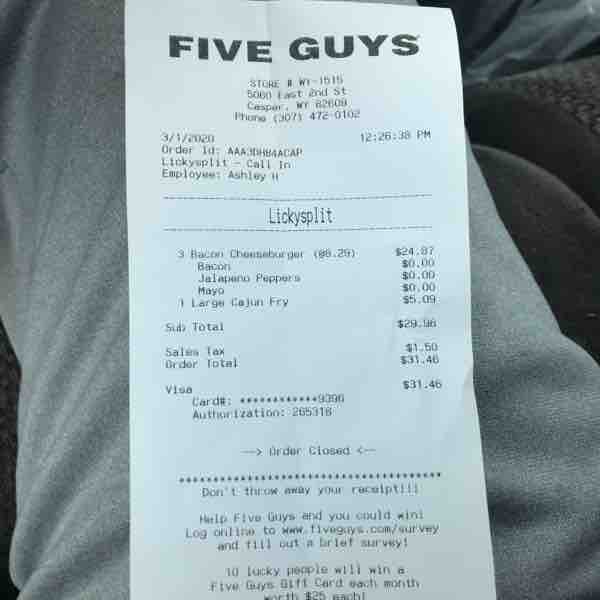 FIVE GUYS
STORE # WY-1515
5060 East 2nd St
Casper, WY 82609
Phone (307) 472-0102
3/1/2020 12:26:38 PM
Order Id: AAA3DHB4ACAP
Lickysplit - Call In
Employee: Ashley H
Lickysplit
3 Bacon Cheeseburger (@8.29) $24.87
Bacon $0.00
Jalapeno Peppers $0.00
Mayo $0.00
1 Large Cajun Fry $5.09
Sub Total $29.96
Sales Tax $1.50
Order Total $31.46
Visa $31.46
Card#: ************9396
Authorization: 265318
--> Order Closed <--
****************************************
Don't throw away your receipt!!!
Help Five Guys and you could win!
Log online to www.fiveguys.com/survey
and fill out a brief survey!
10 lucky people will win a
Five Guys Gift Card each month
worth $25 each!